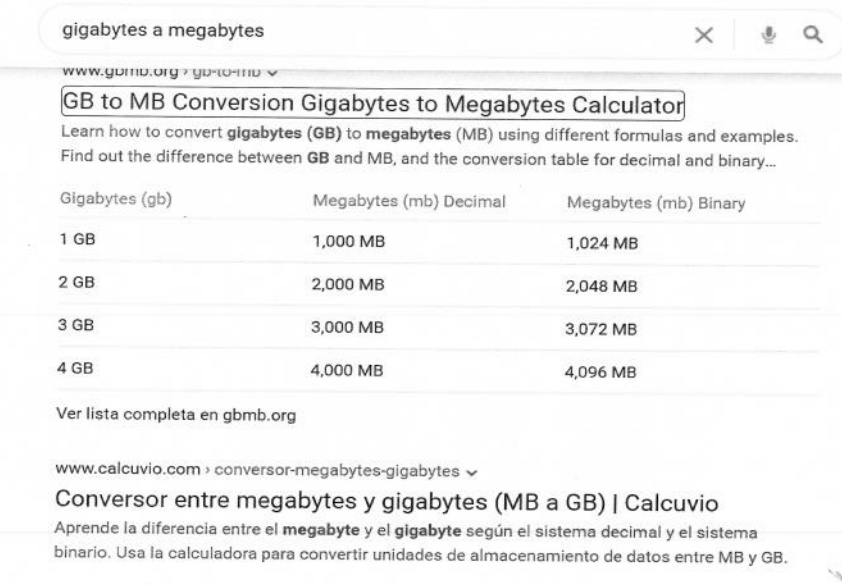 gigabytes a megabytes
www.gbmb.org › gb-to-mb
GB to MB Conversion Gigabytes to Megabytes Calculator
Learn how to convert gigabytes (GB) to megabytes (MB) using different formulas and examples.
Find out the difference between GB and MB, and the conversion table for decimal and binary...
Gigabytes (gb) Megabytes (mb) Decimal Megabytes (mb) Binary
1 GB 1,000 MB 1,024 MB
2 GB 2,000 MB 2,048 MB
3 GB 3,000 MB 3,072 MB
4 GB 4,000 MB 4,096 MB
Ver lista completa en gbmb.org
www.calcuvio.com › conversor-megabytes-gigabytes
Conversor entre megabytes y gigabytes (MB a GB) | Calcuvio
Aprende la diferencia entre el megabyte y el gigabyte según el sistema decimal y el sistema
binario. Usa la calculadora para convertir unidades de almacenamiento de datos entre MB y GB.